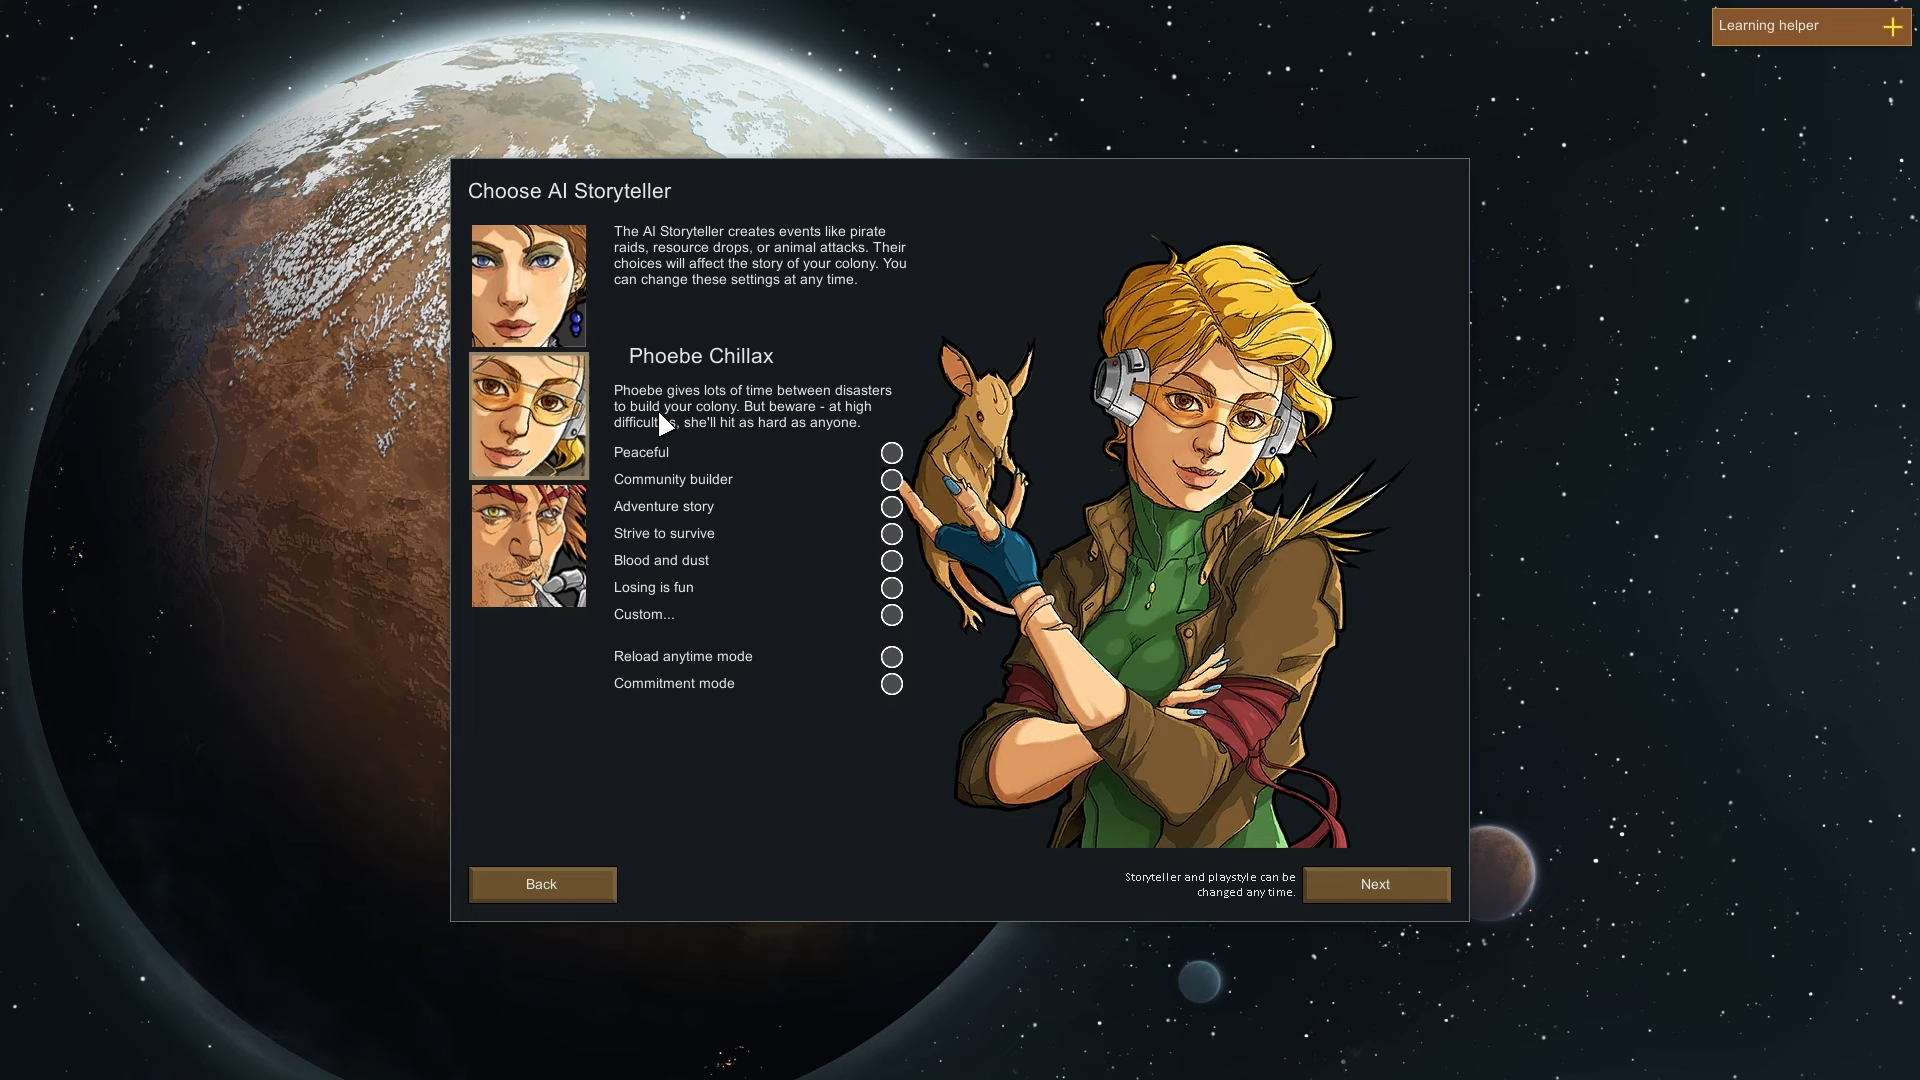 Learning helper
Choose AI Storyteller
The AI Storyteller creates events like pirate
raids, resource drops, or animal attacks. Their
choices will affect the story of your colony. You
can change these settings at any time.
Phoebe Chillax
Phoebe gives lots of time between disasters
to build your colony. But beware - at high
she'll hit as hard as anyone.
Peaceful
Community builder
Adventure story
Strive to survive
Blood and dust
Losing is fun
Custom...
Reload anytime mode
Commitment mode
Back
Storyteller and playstyle can be
changed any time.
Next